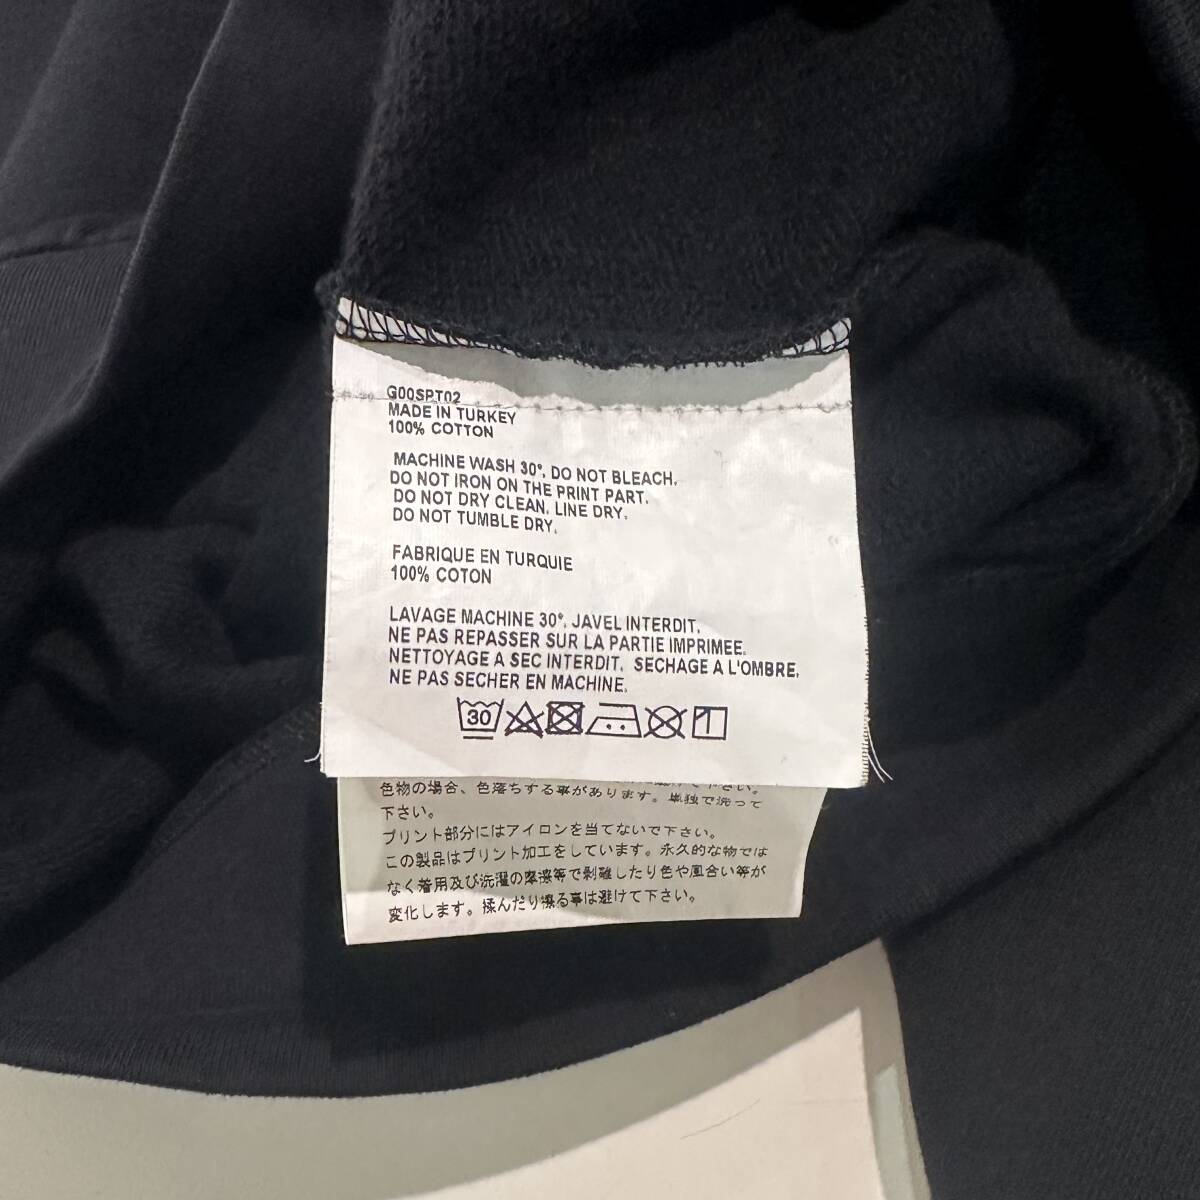 G00SPT02
MADE IN TURKEY
100% COTTON
MACHINE WASH 30°, DO NOT BLEACH.
DO NOT IRON ON THE PRINT PART.
DO NOT DRY CLEAN, LINE DRY,
DO NOT TUMBLE DRY.
FABRIQUE EN TURQUIE
100% COTON
LAVAGE MACHINE 30°, JAVEL INTERDIT.
NE PAS REPASSER SUR LA PARTIE IMPRIMEE.
NETTOYAGE A SEC INTERDIT, SECHAGE A L'OMBRE.
NE PAS SECHER EN MACHINE.
30
色物の場合、色落ちする事があります。単独で洗って
下さい。
プリント部分にはアイロンを当てないで下さい。
この製品はプリント加工をしています。永久的な物では
なく着用及び洗濯の摩擦等で剥離したり色や風合い等が
変化します。揉んだり擦る事は避けて下さい。